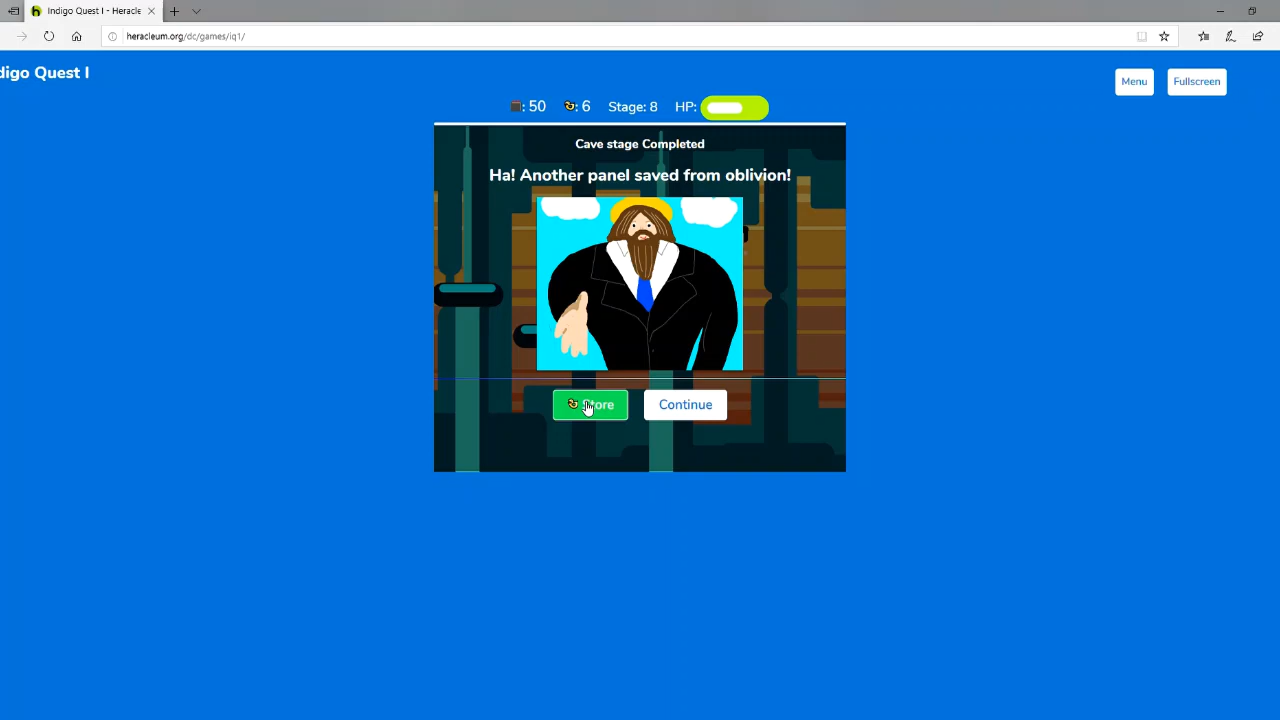 Indigo Quest I - Heracle
heracleum.org/dc/games/iq1/
digo Quest I
Menu
Fullscreen
: 50 : 6 Stage: 8 HP:
Cave stage Completed
Ha! Another panel saved from oblivion!
Store
Continue